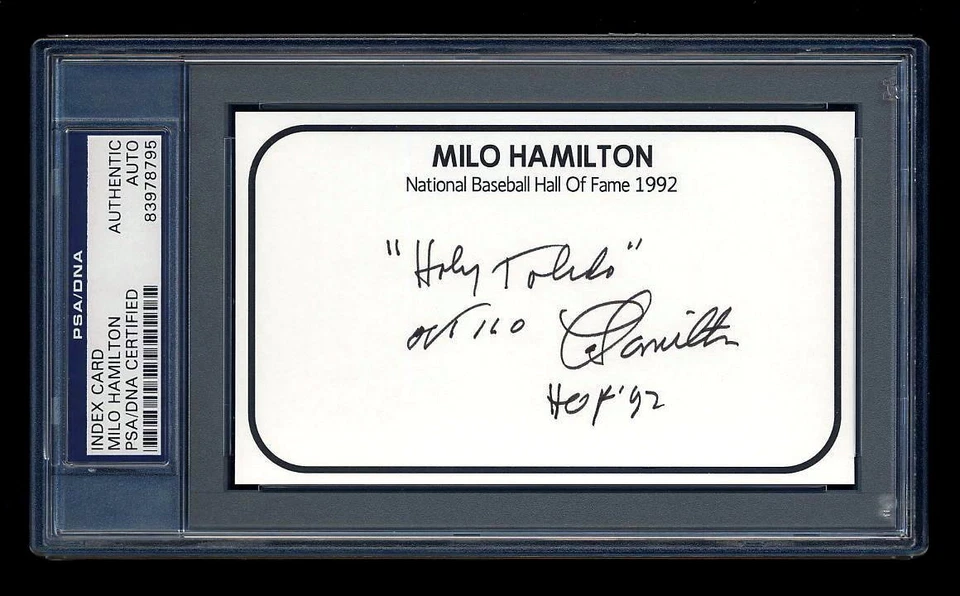 PSA/DNA
INDEX CARD AUTHENTIC
MILO HAMILTON AUTO
PSA/DNA CERTIFIED 83978795
MILO HAMILTON
National Baseball Hall Of Fame 1992
"Holy Toledo"
Milo Hamilton
HOF '92